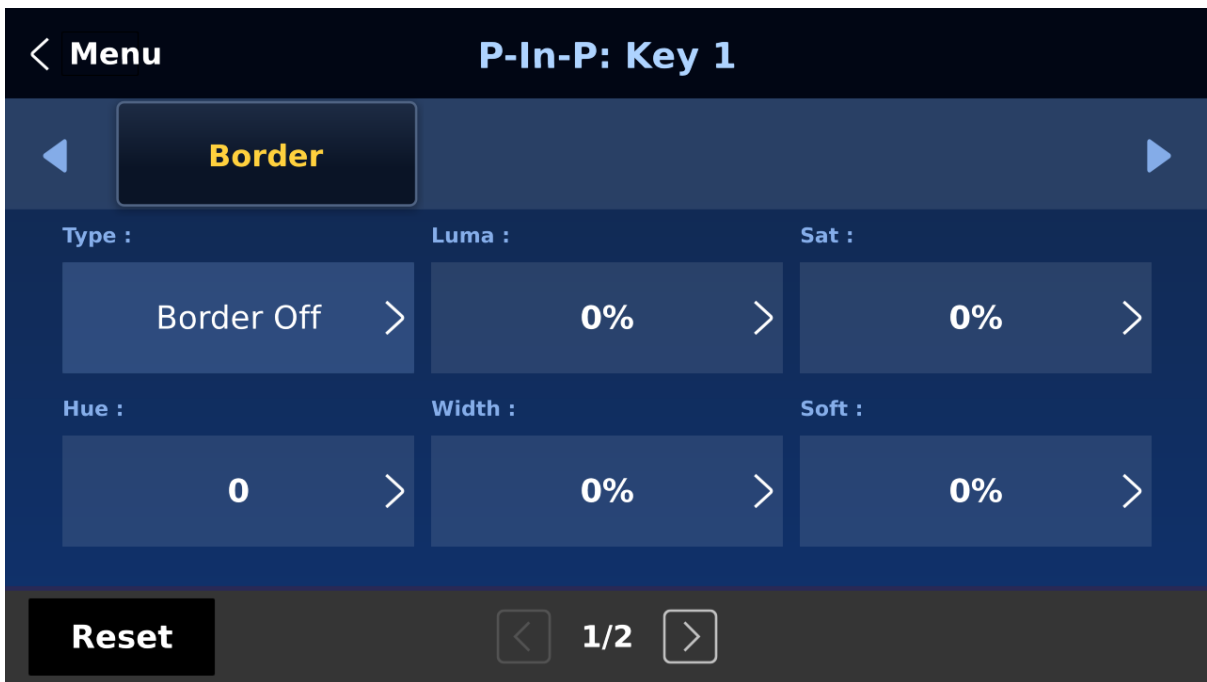 Menu
P-In-P: Key 1
Border
Type :
Luma :
Sat :
Border Off
0%
0%
Hue :
Width :
Soft :
0
0%
0%
Reset
1/2